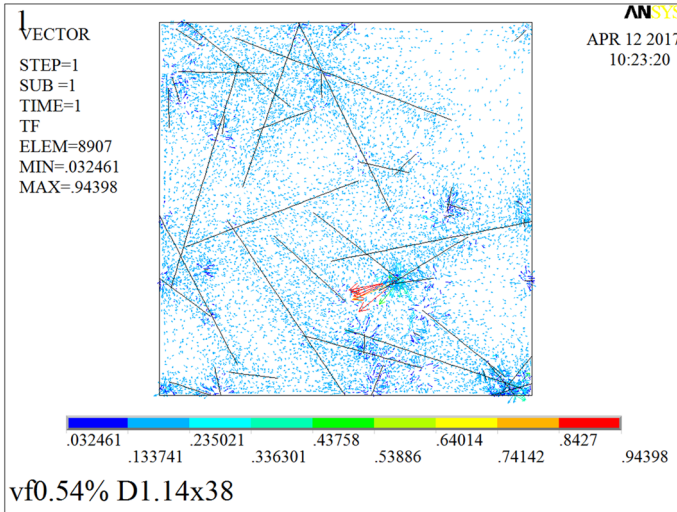 1
VECTOR
STEP=1
SUB =1
TIME=1
TF
ELEM=8907
MIN=.032461
MAX=.94398
ANSYS
APR 12 2017
10:23:20
.032461 .235021 .43758 .64014 .8427
.133741 .336301 .53886 .74142 .94398
vf0.54% D1.14x38